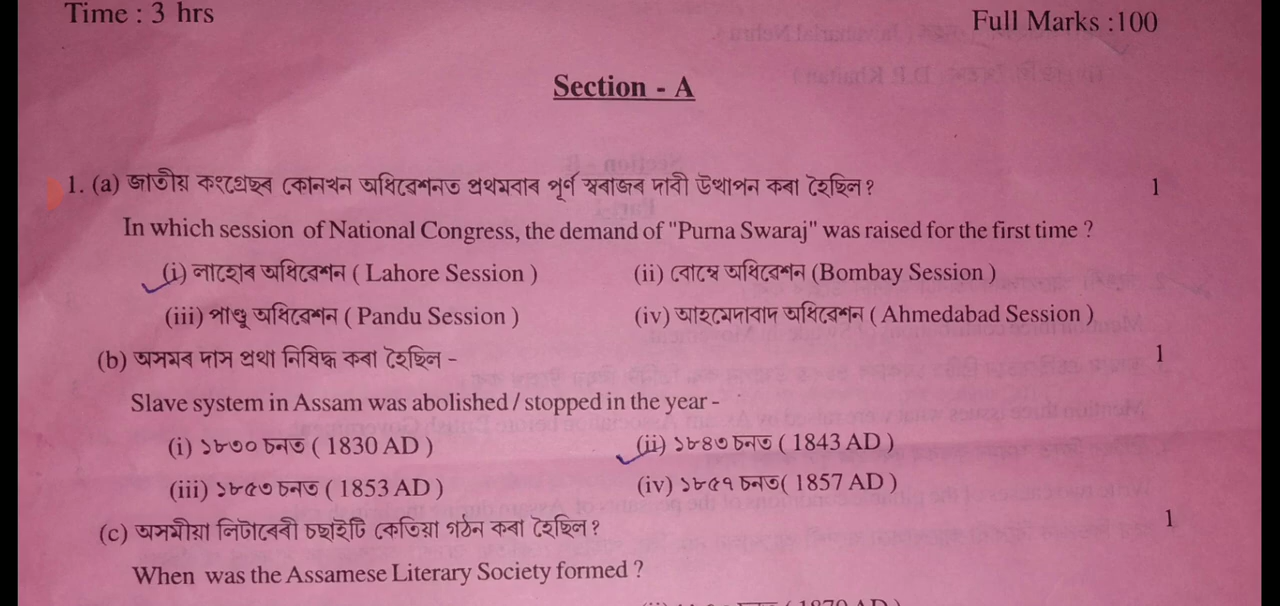 Time : 3 hrs
Full Marks :100
Section - A
1. (a) জাতীয় কংগ্ৰেছৰ কোনখন অধিৱেশনত প্ৰথমবাৰ পূৰ্ণ স্বৰাজৰ দাবী উত্থাপন কৰা হৈছিল ? 1
In which session of National Congress, the demand of "Purna Swaraj" was raised for the first time ?
(i) লাহোৰ অধিৱেশন ( Lahore Session ) (ii) বোম্বে অধিৱেশন (Bombay Session )
(iii) পাণ্ডু অধিৱেশন ( Pandu Session ) (iv) আহমেদাবাদ অধিৱেশন ( Ahmedabad Session )
(b) অসমৰ দাস প্ৰথা নিষিদ্ধ কৰা হৈছিল - 1
Slave system in Assam was abolished / stopped in the year -
(i) ১৮৩০ চনত ( 1830 AD ) (ii) ১৮৪৩ চনত ( 1843 AD )
(iii) ১৮৫৩ চনত ( 1853 AD ) (iv) ১৮৫৭ চনত( 1857 AD )
(c) অসমীয়া লিটাৰেৰী চছাইটি কেতিয়া গঠন কৰা হৈছিল ? 1
When was the Assamese Literary Society formed ?